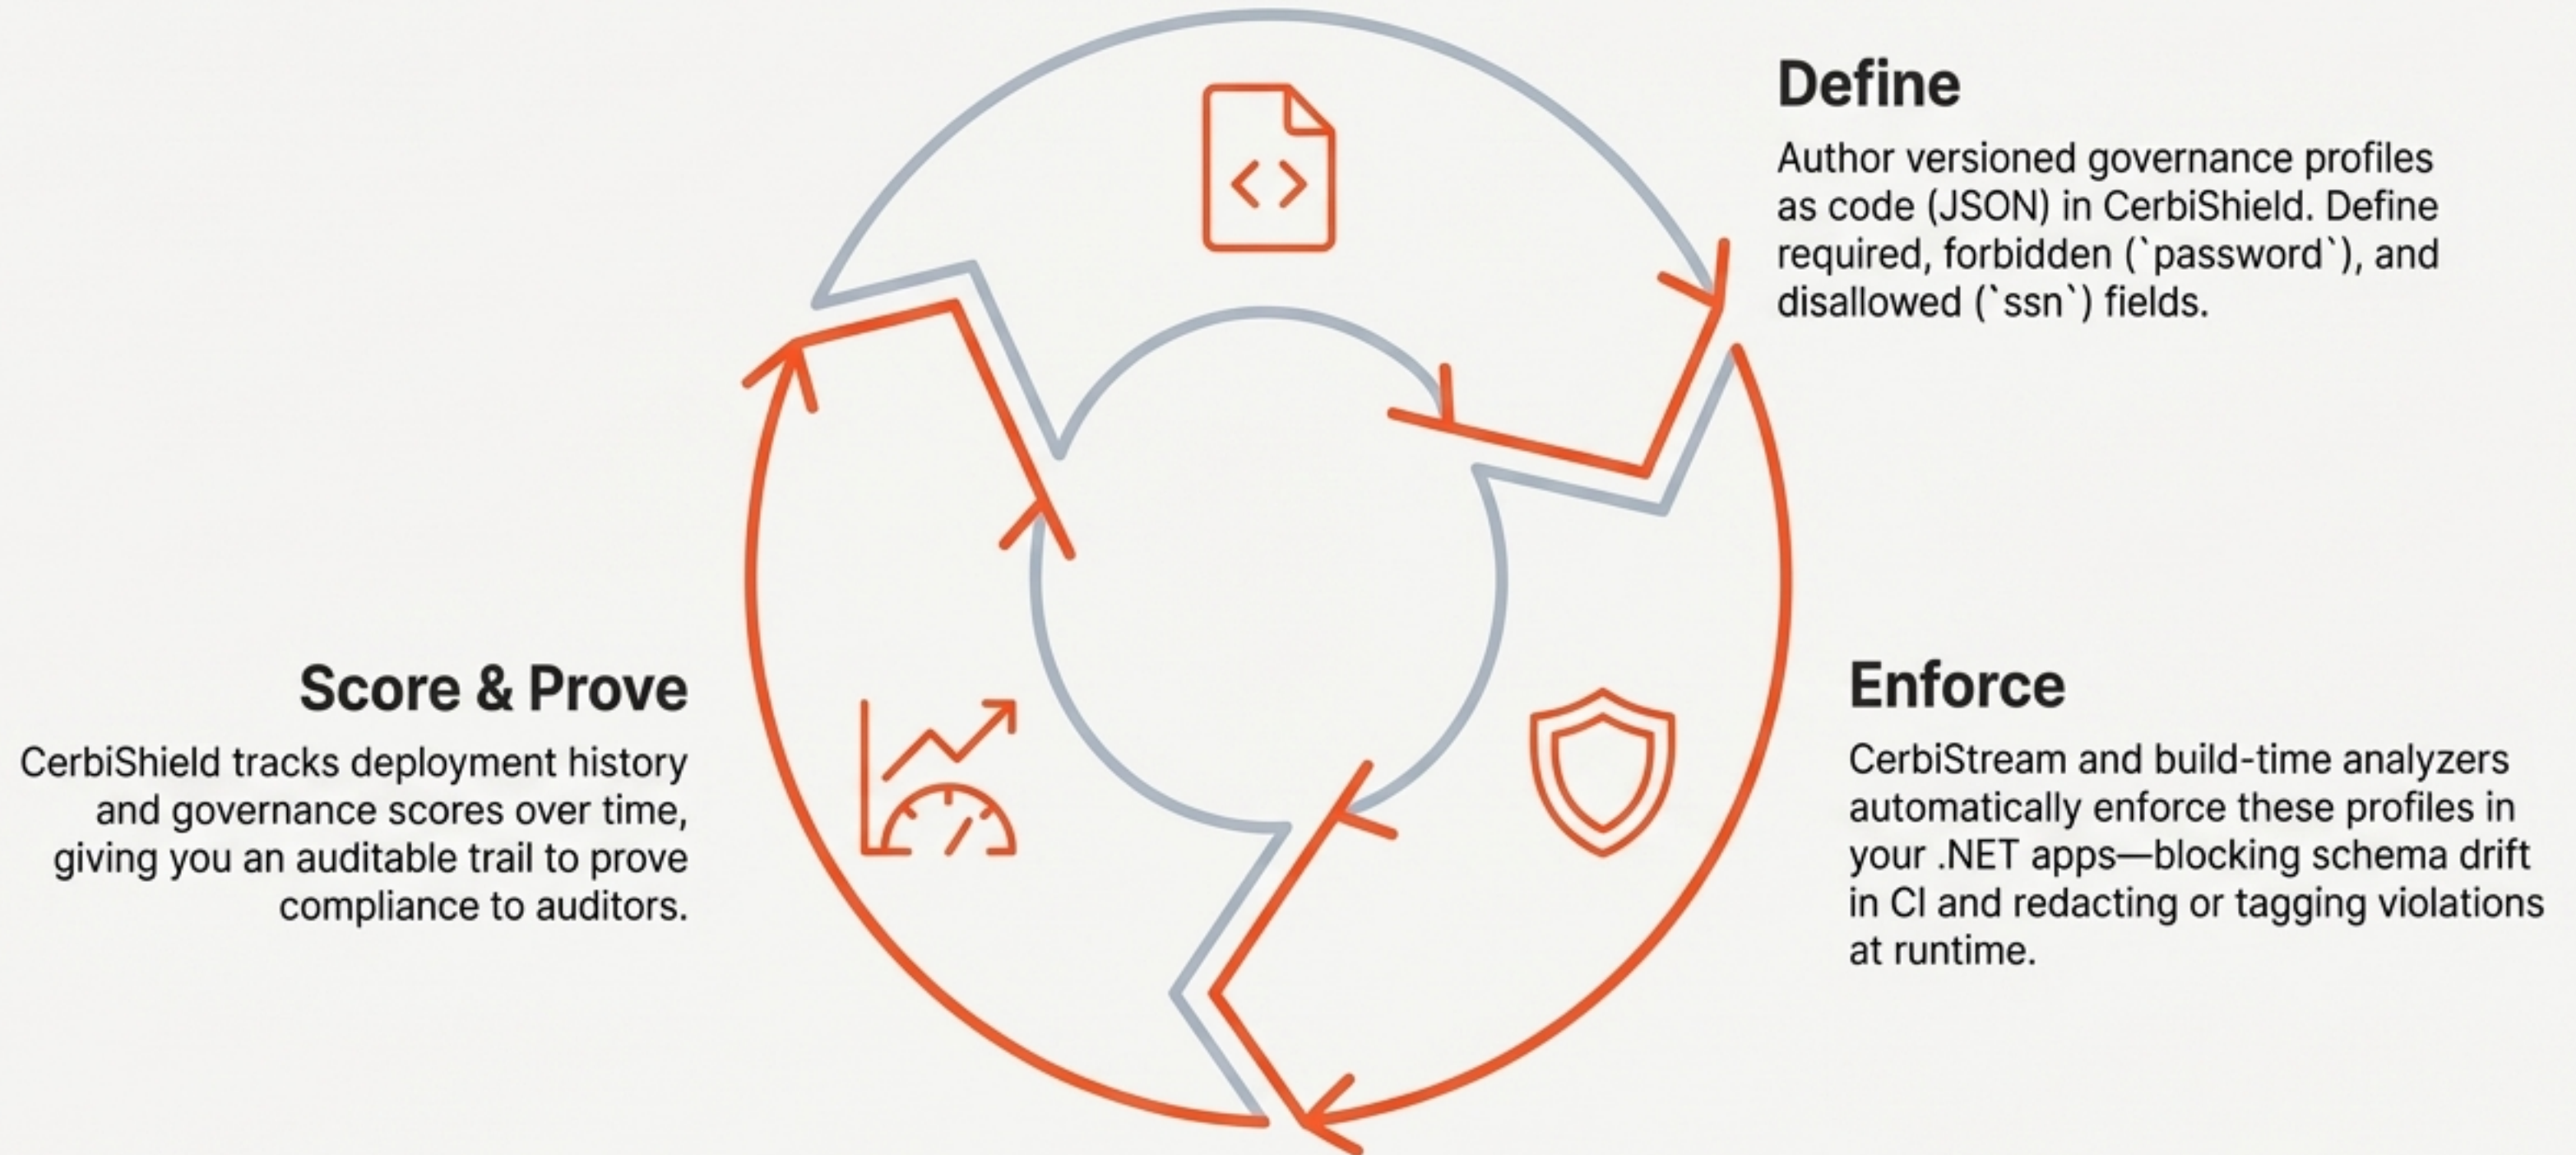 Define
Author versioned governance profiles
as code (JSON) in CerbiShield. Define
required, forbidden (`password`), and
disallowed (`ssn`) fields.
Enforce
CerbiStream and build-time analyzers
automatically enforce these profiles in
your .NET apps—blocking schema drift
in CI and redacting or tagging violations
at runtime.
Score & Prove
CerbiShield tracks deployment history
and governance scores over time,
giving you an auditable trail to prove
compliance to auditors.